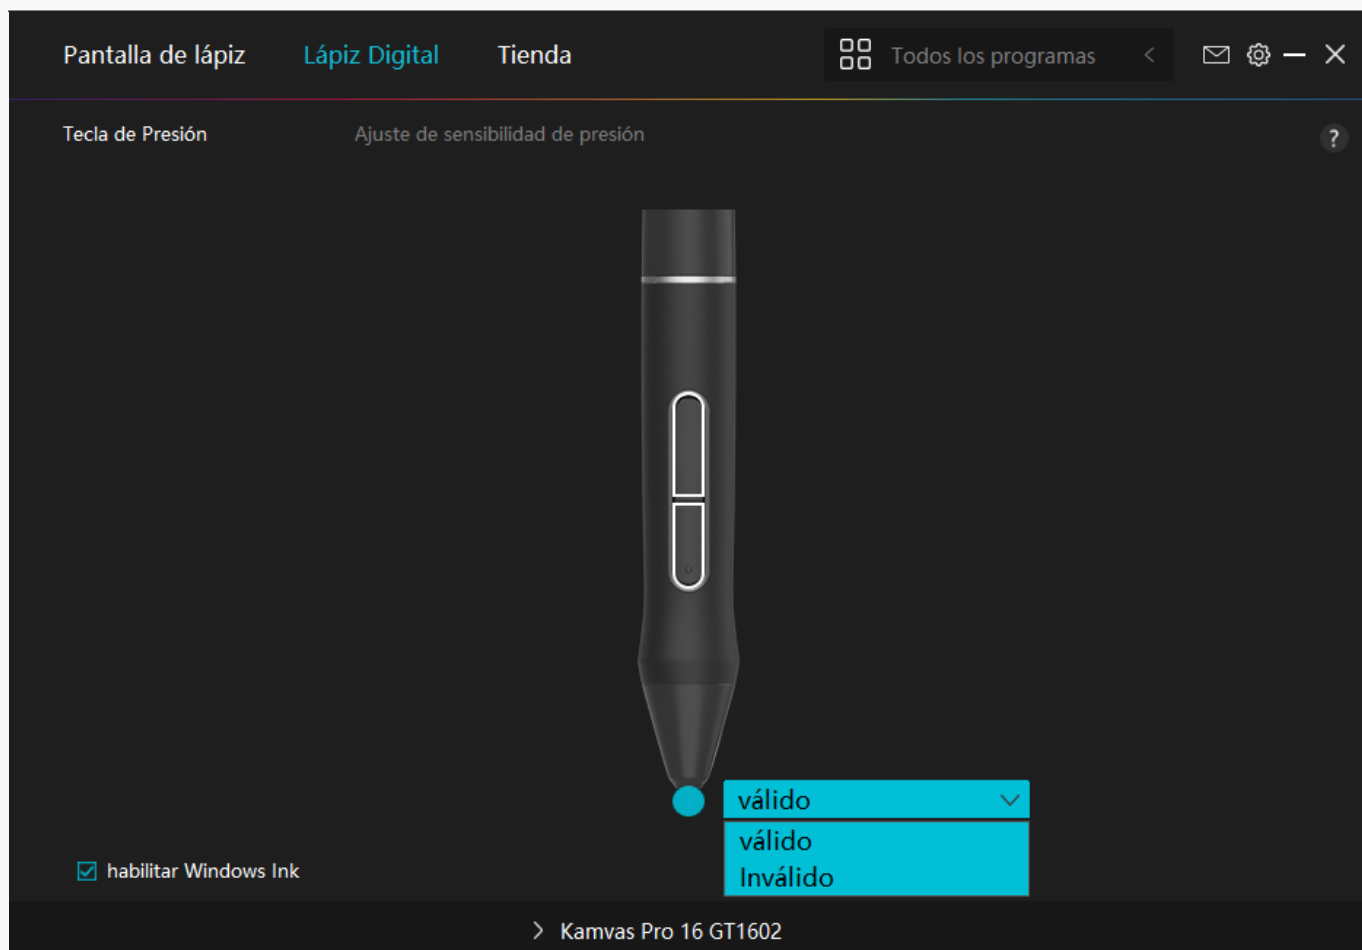 Pantalla de lápiz Lápiz Digital Tienda Todos los programas
Tecla de Presión Ajuste de sensibilidad de presión ?
válido
válido
Inválido
habilitar Windows Ink
Kamvas Pro 16 GT1602